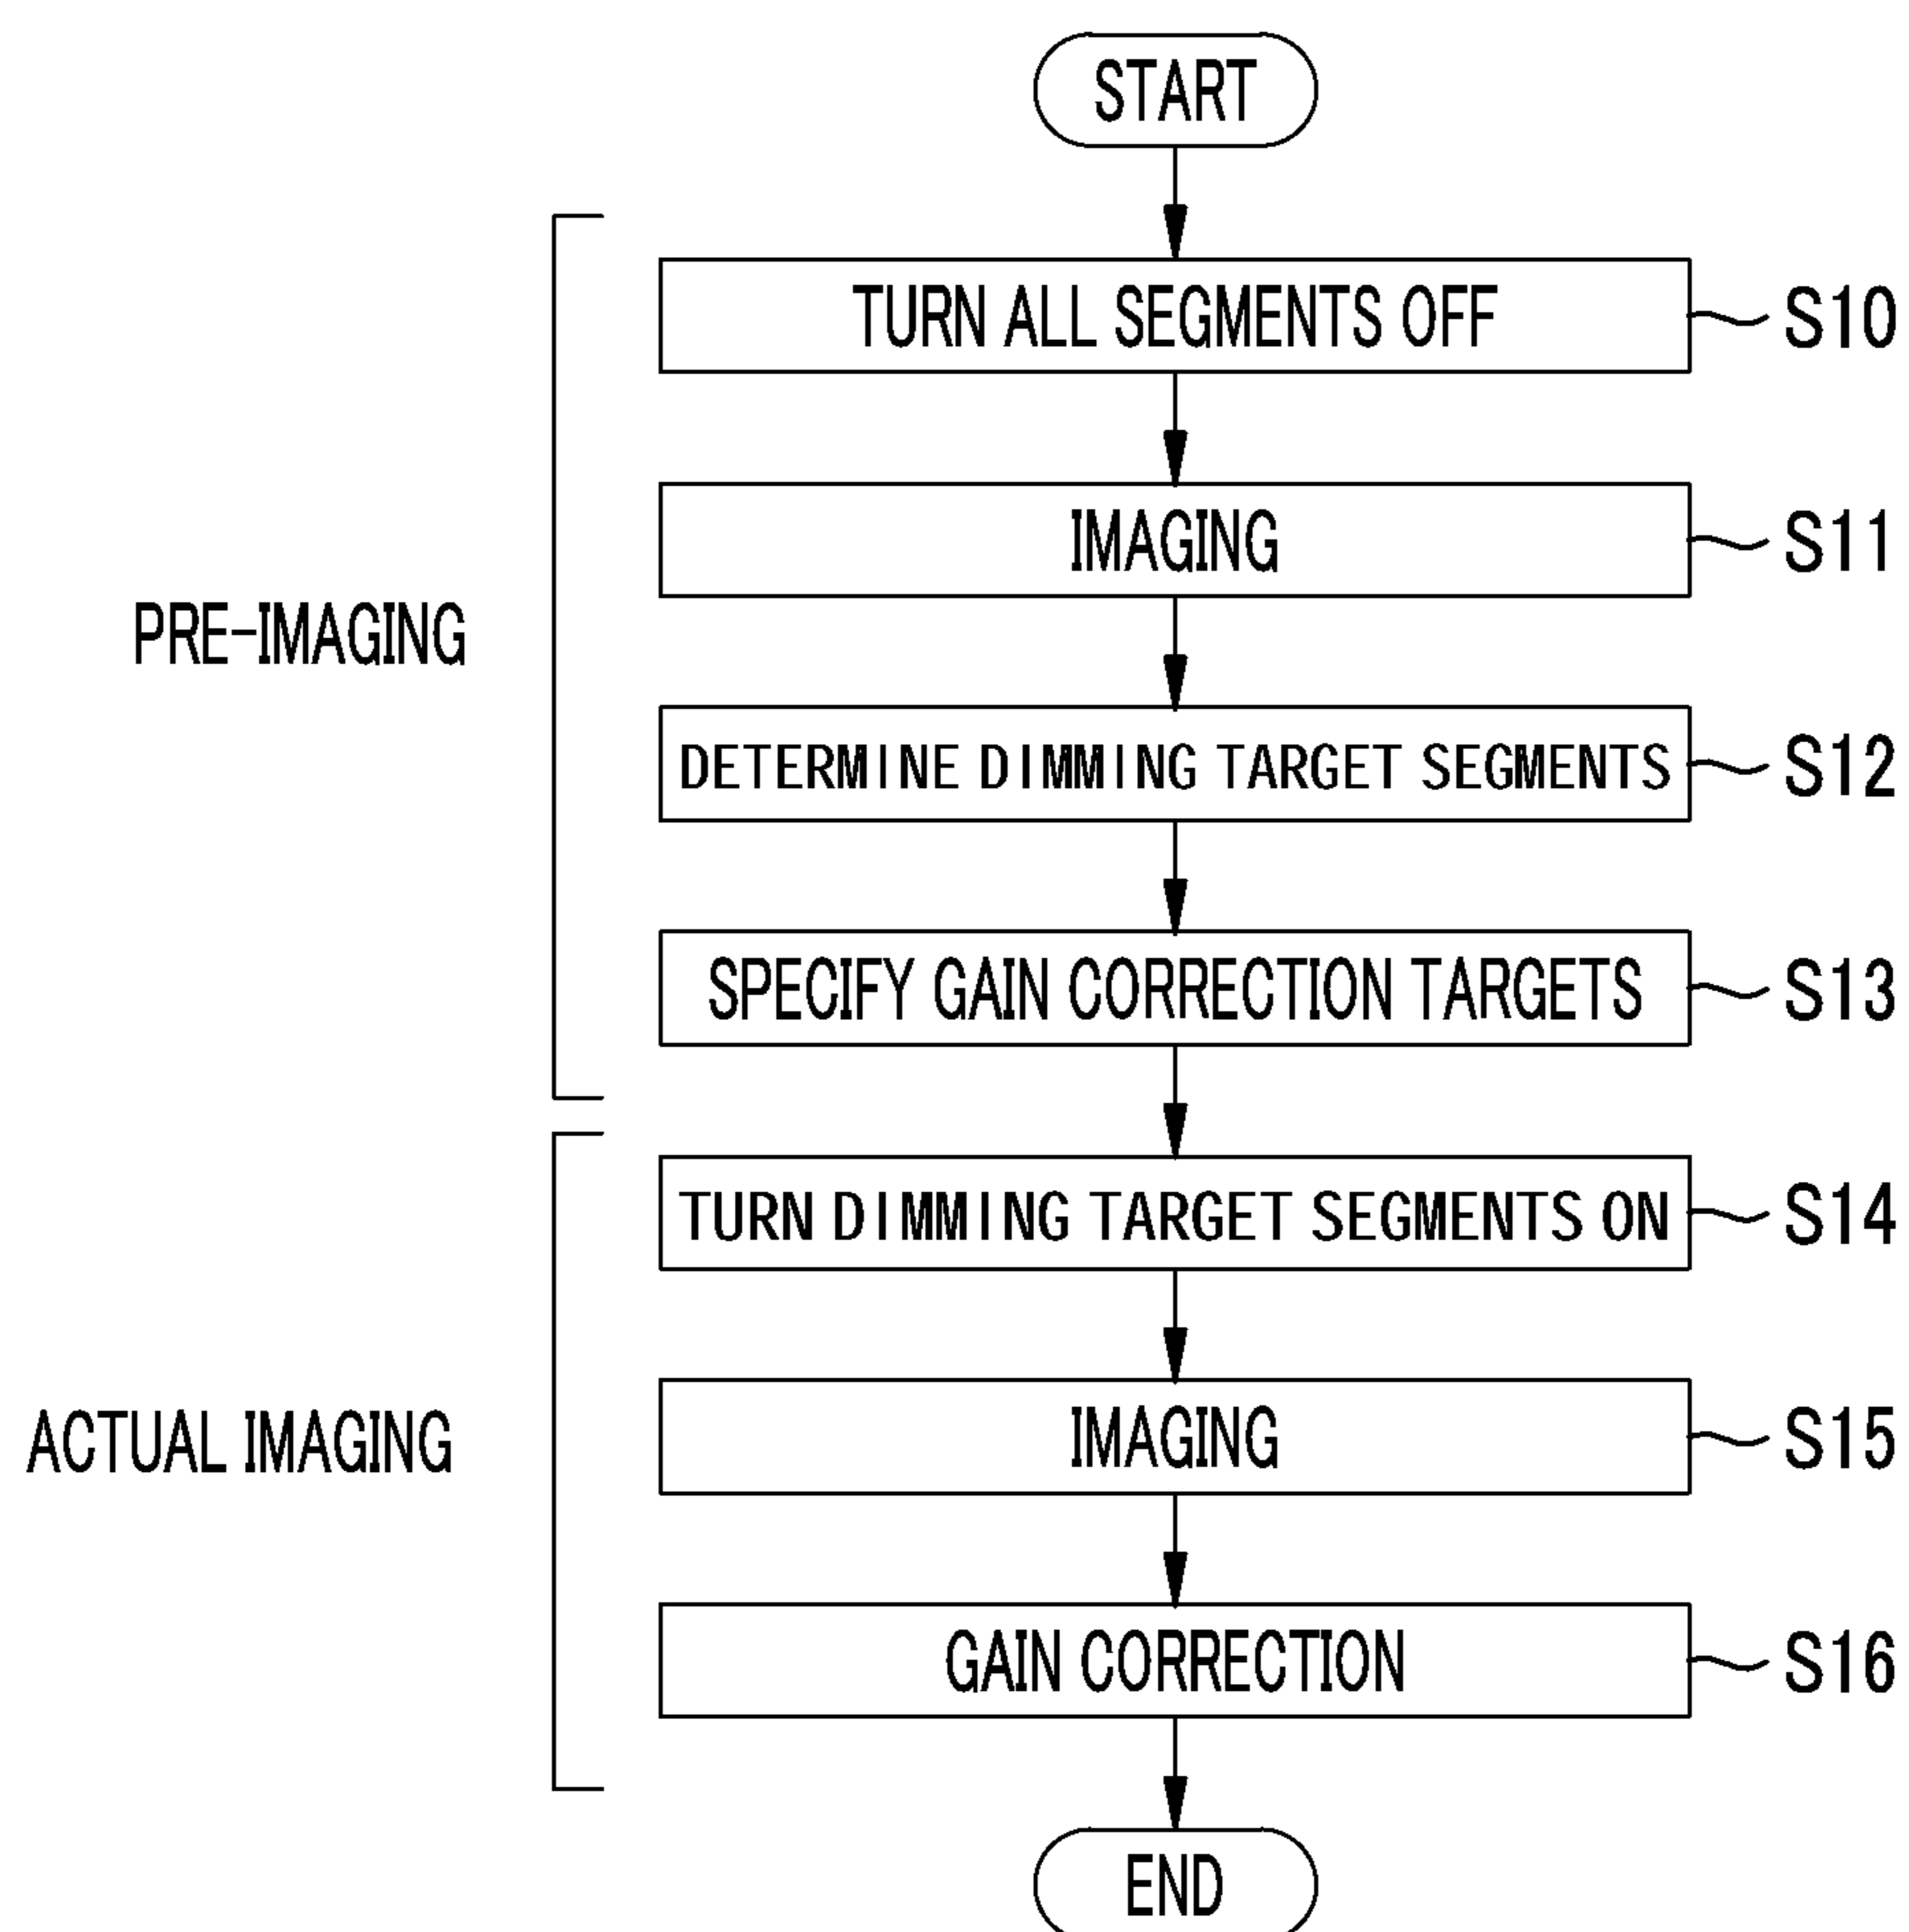 START
TURN ALL SEGMENTS OFF
S10
IMAGING
S11
PRE-IMAGING
DETERMINE DIMMING TARGET SEGMENTS
S12
SPECIFY GAIN CORRECTION TARGETS
S13
TURN DIMMING TARGET SEGMENTS ON
S14
ACTUAL IMAGING
IMAGING
S15
GAIN CORRECTION
S16
END